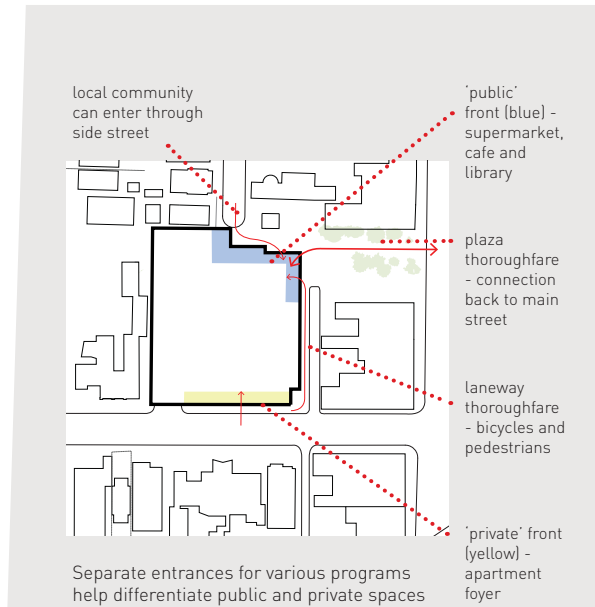 local community
can enter through
side street
‘public’
front (blue) -
supermarket,
cafe and
library
plaza
thoroughfare
- connection
back to main
street
laneway
thoroughfare
- bicycles and
pedestrians
‘private’ front
(yellow) -
apartment
foyer
Separate entrances for various programs
help differentiate public and private spaces